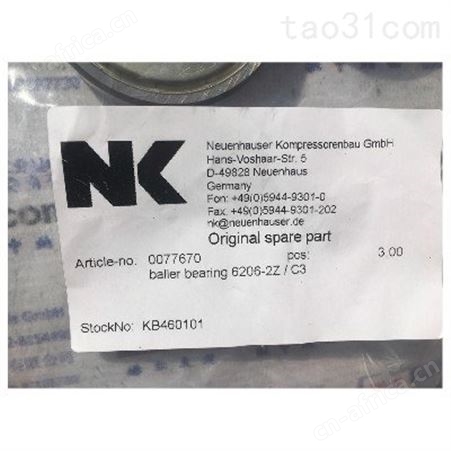 tao31.com
NK
Neuenhauser Kompressorenbau GmbH
Hans-Voshaar-Str. 5
D-49828 Neuenhaus
Germany
Fon: +49(0)5944-9301-0
Fax. +49(0)5944-9301-202
nk@neuenhauser.de
Original spare part
Article-no. 0077670 pos: 3.00
baller bearing 6206-2Z / C3
StockNo: KB460101